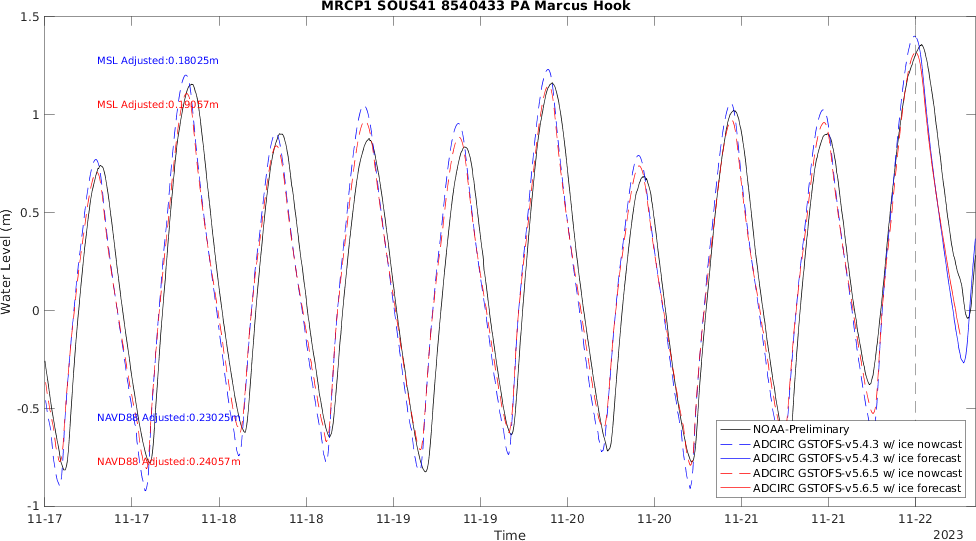 MRCP1 SOUS41 8540433 PA Marcus Hook
1.5
MSL Adjusted:0.18025m
MSL Adjusted:0.19057m
1
0.5
Water Level (m)
0
-0.5
NAVD88 Adjusted:0.23025m
NAVD88 Adjusted:0.24057m
-1
NOAA-Preliminary
ADCIRC GSTOFS-v5.4.3 w/ ice nowcast
ADCIRC GSTOFS-v5.4.3 w/ ice forecast
ADCIRC GSTOFS-v5.6.5 w/ ice nowcast
ADCIRC GSTOFS-v5.6.5 w/ ice forecast
11-17 11-17 11-18 11-18 11-19 11-19 11-20 11-20 11-21 11-21 11-22
Time
2023